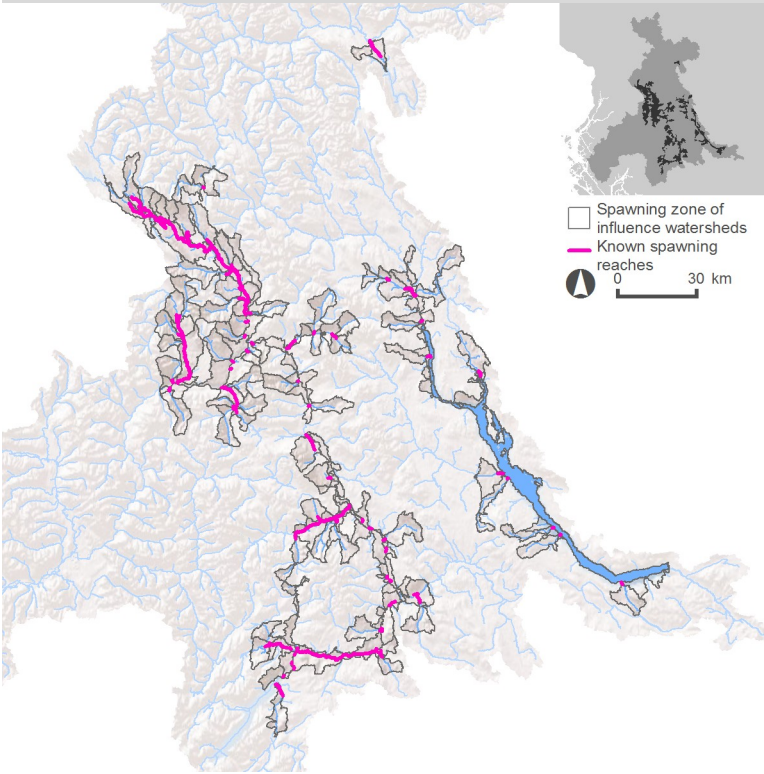 Spawning zone of
influence watersheds
Known spawning
reaches
0 30 km